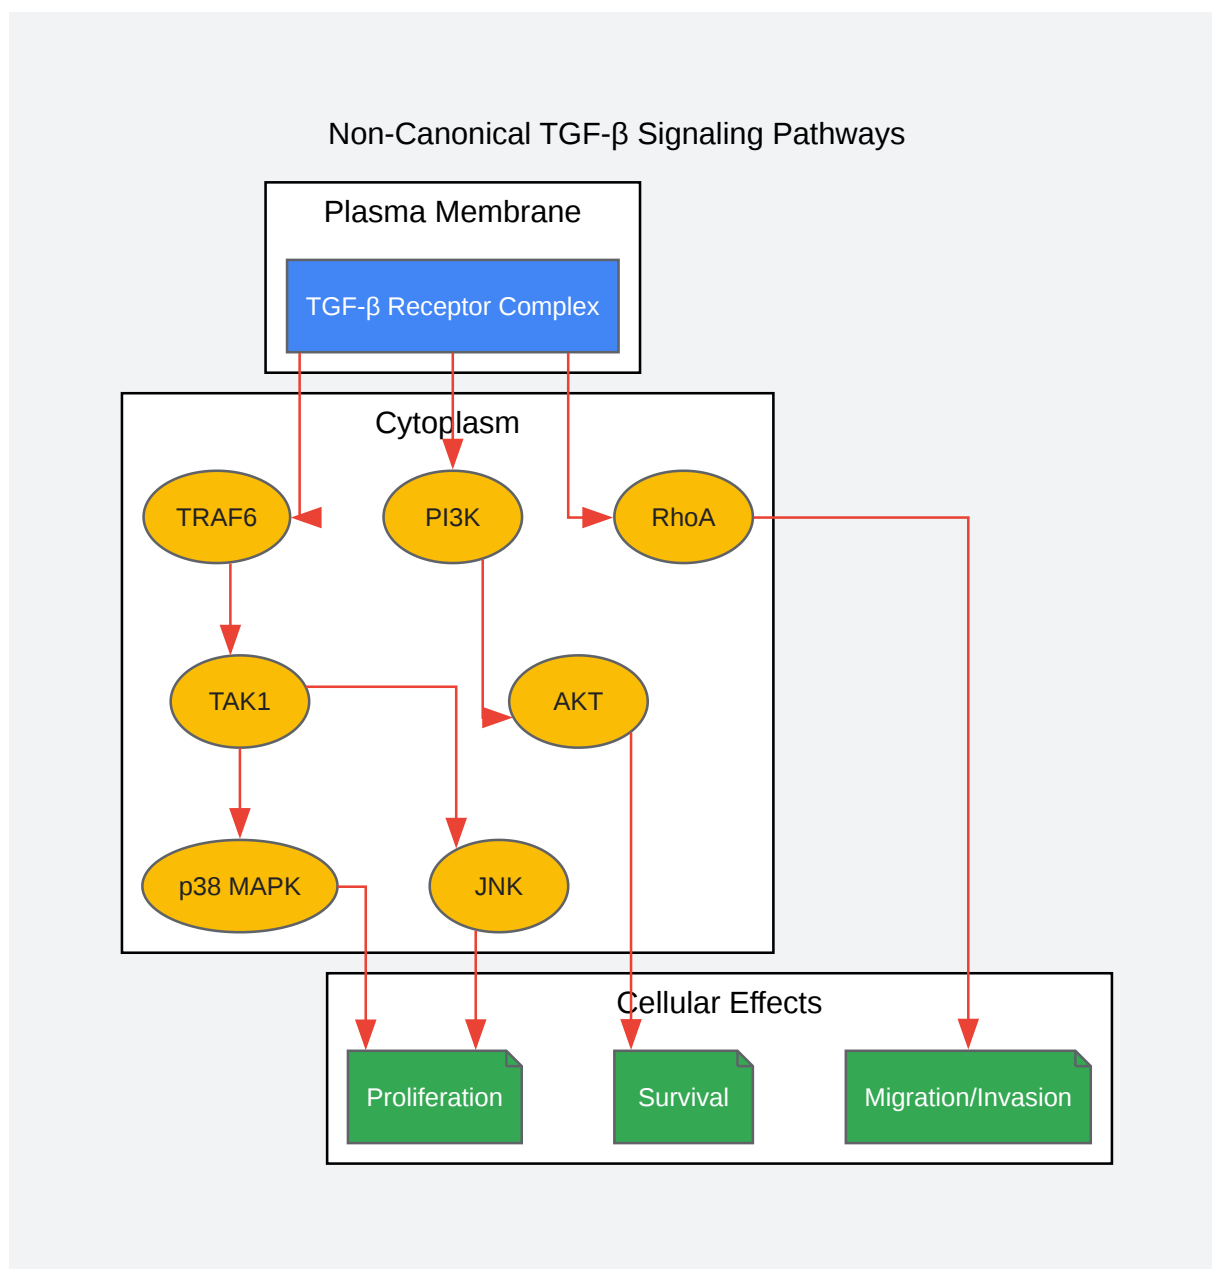 Non-Canonical TGF-β Signaling Pathways
Plasma Membrane
TGF-β Receptor Complex
Cytoplasm
TRAF6
PI3K
RhoA
TAK1
AKT
p38 MAPK
JNK
Cellular Effects
Proliferation
Survival
Migration/Invasion